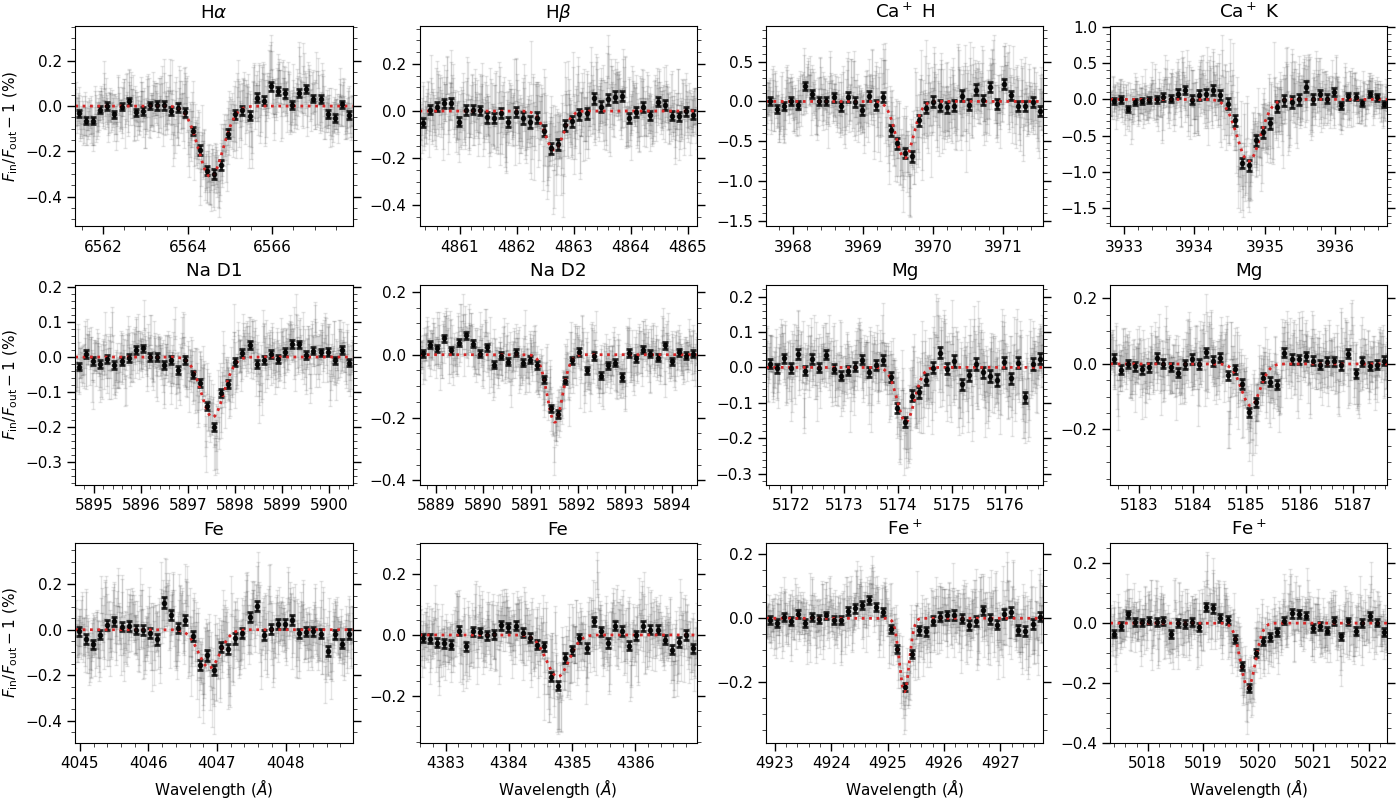 Hα Hβ Ca⁺ H Ca⁺ K
F_in/F_out − 1 (%)
0.2 0.0 −0.2 −0.4
0.2 0.0 −0.2 −0.4
0.5 0.0 −0.5 −1.0 −1.5
1.0 0.5 0.0 −0.5 −1.0 −1.5
6562 6564 6566
4861 4862 4863 4864 4865
3968 3969 3970 3971
3933 3934 3935 3936
Na D1 Na D2 Mg Mg
F_in/F_out − 1 (%)
0.2 0.1 0.0 −0.1 −0.2 −0.3
0.2 0.0 −0.2 −0.4
0.2 0.1 0.0 −0.1 −0.2 −0.3
0.2 0.0 −0.2
5895 5896 5897 5898 5899 5900
5889 5890 5891 5892 5893 5894
5172 5173 5174 5175 5176
5183 5184 5185 5186 5187
Fe Fe Fe⁺ Fe⁺
F_in/F_out − 1 (%)
0.2 0.0 −0.2 −0.4
0.2 0.0 −0.2
0.2 0.0 −0.2
0.2 0.0 −0.2 −0.4
4045 4046 4047 4048
4383 4384 4385 4386
4923 4924 4925 4926 4927
5018 5019 5020 5021 5022
Wavelength (Å) Wavelength (Å) Wavelength (Å) Wavelength (Å)